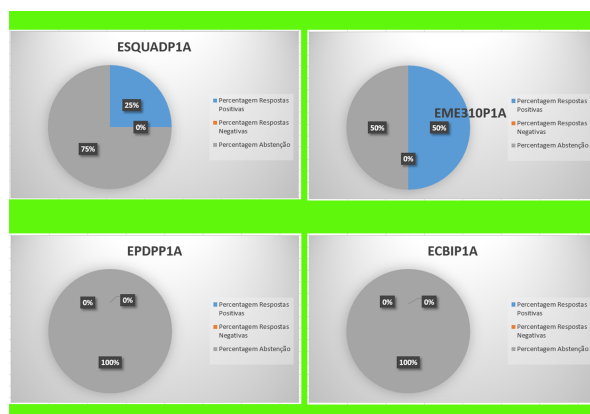 ESQUADP1A
25%
0%
75%
Percentagem Respostas
Positivas
Percentagem Respostas
Negativas
Percentagem Abstenção
EME310P1A
50%
50%
0%
Percentagem Respostas
Positivas
Percentagem Respostas
Negativas
Percentagem Abstenção
EPDPP1A
0%
0%
100%
Percentagem Respostas
Positivas
Percentagem Respostas
Negativas
Percentagem Abstenção
ECBIP1A
0%
0%
100%
Percentagem Respostas
Positivas
Percentagem Respostas
Negativas
Percentagem Abstenção